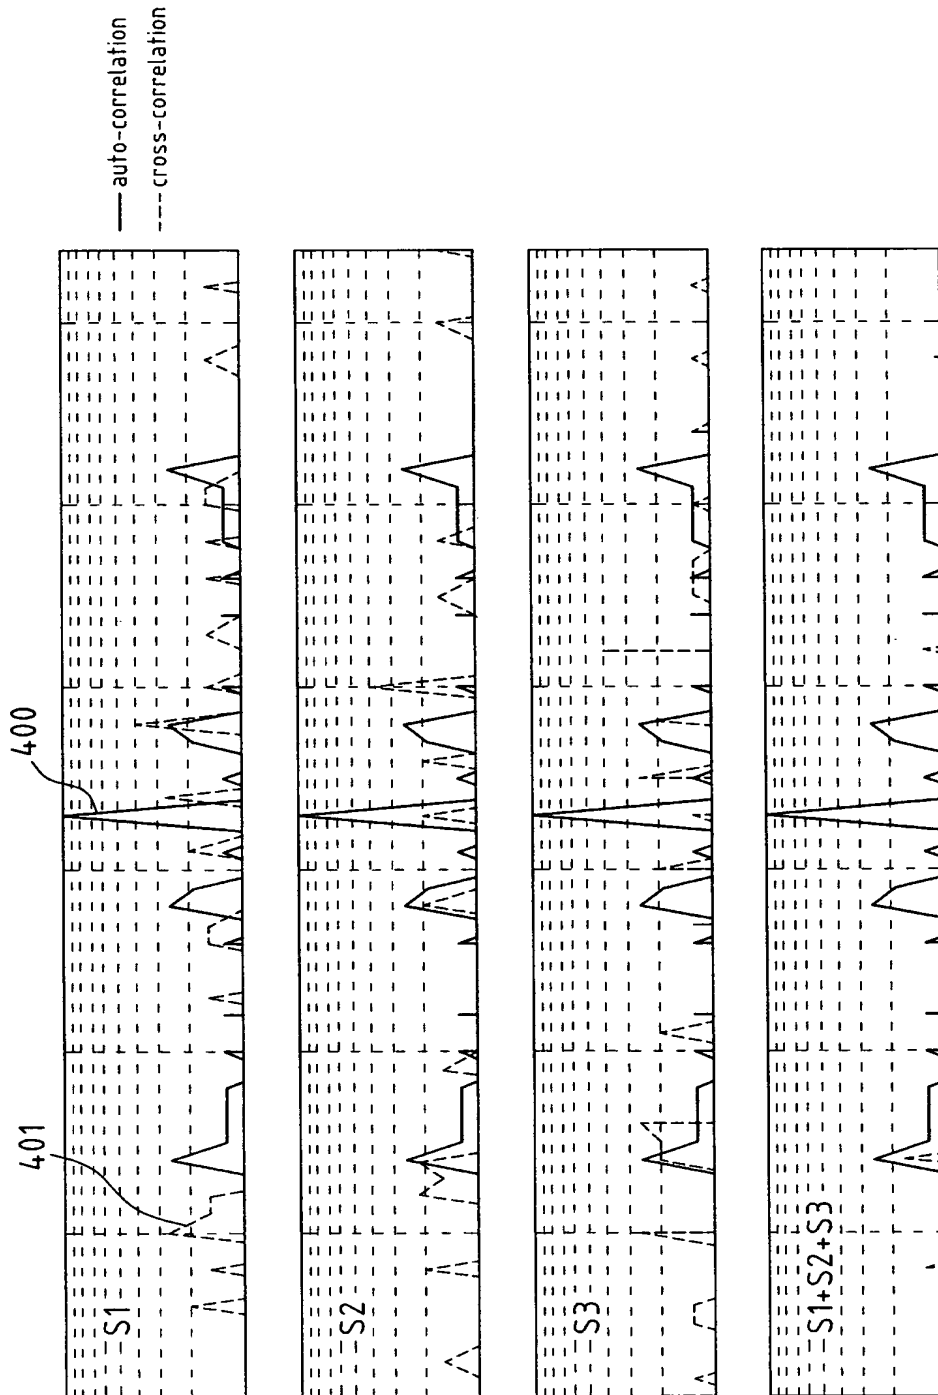 auto-correlation
cross-correlation
400
401
S1
S2
S3
S1+S2+S3